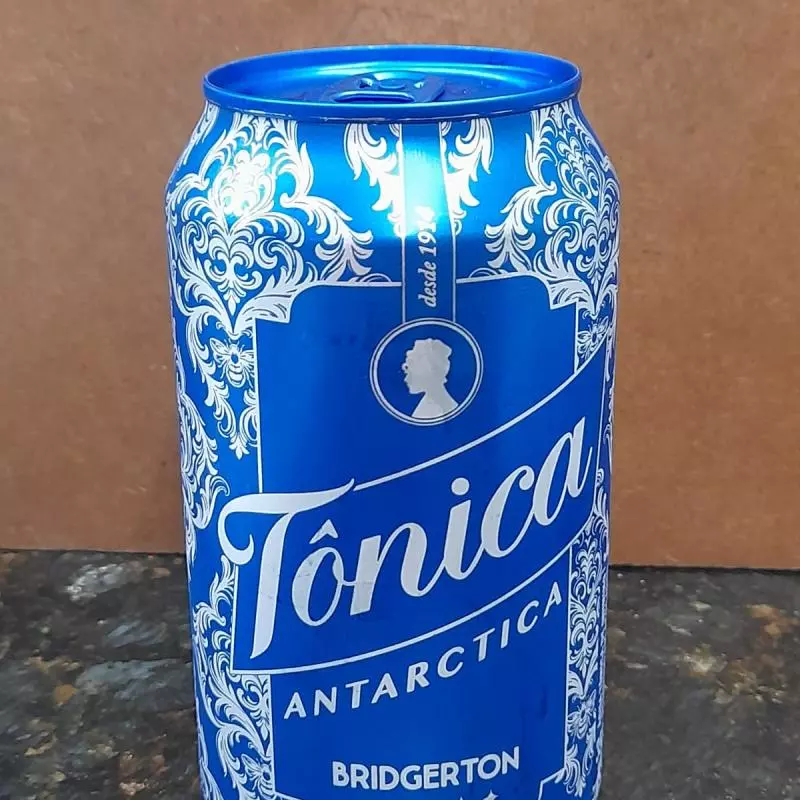 desde 1914
Tônica
ANTARCTICA
BRIDGERTON